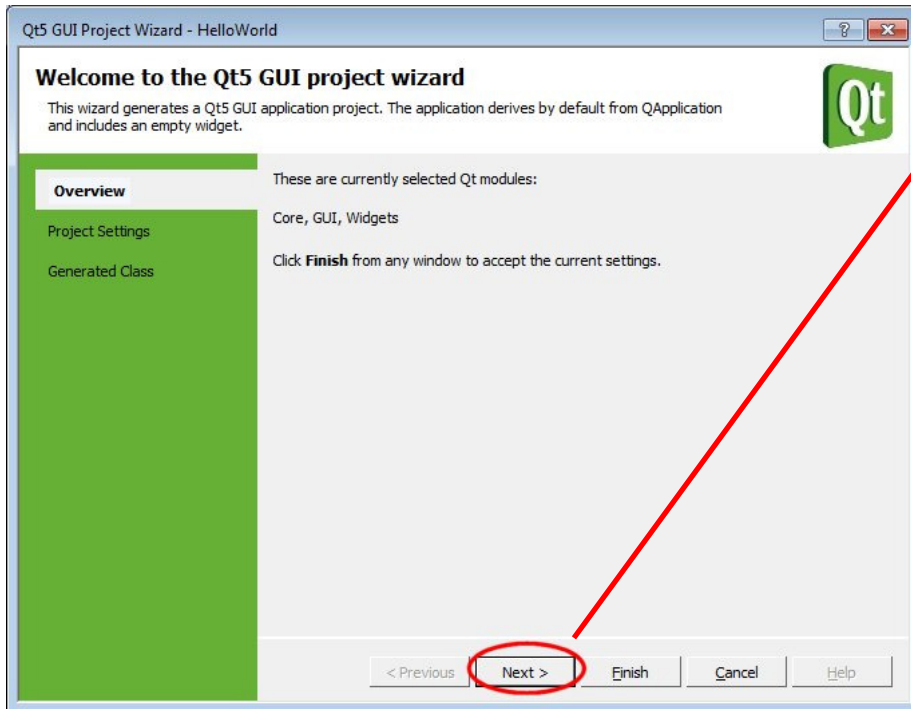 Qt5 GUI Project Wizard - HelloWorld
?
Welcome to the Qt5 GUI project wizard
This wizard generates a Qt5 GUI application project. The application derives by default from QApplication
and includes an empty widget.
Qt
Overview
Project Settings
Generated Class
These are currently selected Qt modules:
Core, GUI, Widgets
Click Finish from any window to accept the current settings.
< Previous
Next >
Finish
Cancel
Help